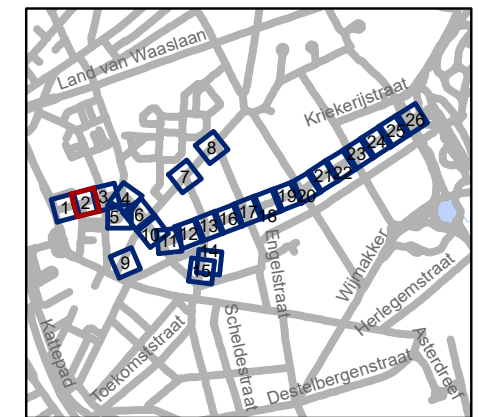 Land van Waaslaan
Kriekerijstraat
8
7
1
2
3
4
5
6
9
10
11
12
13
14
15
16
17
18
19
20
21
22
23
24
25
26
Engelstraat
Wijmakker
Herlegemstraat
Scheldestraat
Toekomststraat
Kattepad
Destelbergenstraat
Asterdreef